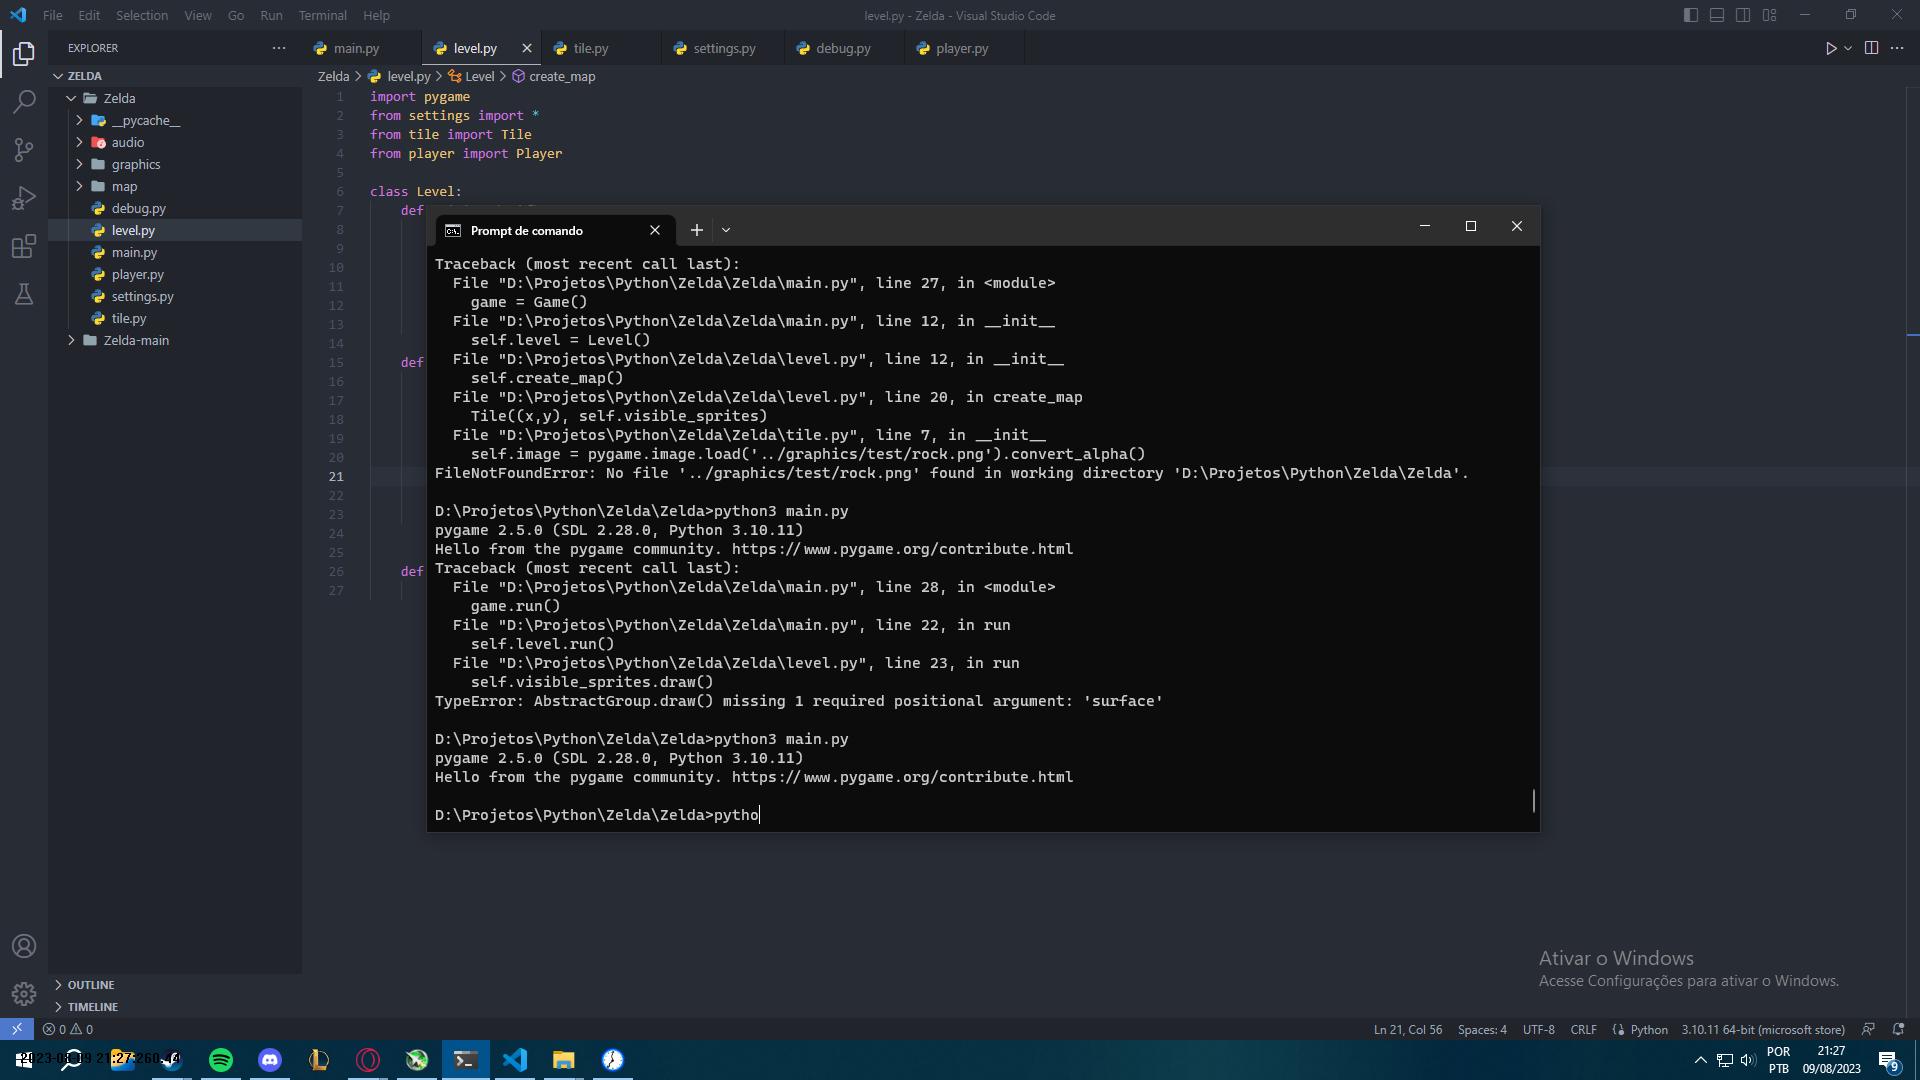 File Edit Selection View Go Run Terminal Help
level.py - Zelda - Visual Studio Code
EXPLORER
main.py
level.py
tile.py
settings.py
debug.py
player.py
ZELDA
Zelda
__pycache__
audio
graphics
map
debug.py
level.py
main.py
player.py
settings.py
tile.py
Zelda-main
OUTLINE
TIMELINE
Zelda > level.py > Level > create_map
1 import pygame
2 from settings import *
3 from tile import Tile
4 from player import Player
5
6 class Level:
7 def
8
9
10
11
12
13
14
15 def
16
17
18
19
20
21
22
23
24
25
26 def
27
Prompt de comando
Traceback (most recent call last):
File "D:\Projetos\Python\Zelda\Zelda\main.py", line 27, in <module>
game = Game()
File "D:\Projetos\Python\Zelda\Zelda\main.py", line 12, in __init__
self.level = Level()
File "D:\Projetos\Python\Zelda\Zelda\level.py", line 12, in __init__
self.create_map()
File "D:\Projetos\Python\Zelda\Zelda\level.py", line 20, in create_map
Tile((x,y), self.visible_sprites)
File "D:\Projetos\Python\Zelda\Zelda\tile.py", line 7, in __init__
self.image = pygame.image.load('../graphics/test/rock.png').convert_alpha()
FileNotFoundError: No file '../graphics/test/rock.png' found in working directory 'D:\Projetos\Python\Zelda\Zelda'.
D:\Projetos\Python\Zelda\Zelda>python3 main.py
pygame 2.5.0 (SDL 2.28.0, Python 3.10.11)
Hello from the pygame community. https://www.pygame.org/contribute.html
Traceback (most recent call last):
File "D:\Projetos\Python\Zelda\Zelda\main.py", line 28, in <module>
game.run()
File "D:\Projetos\Python\Zelda\Zelda\main.py", line 22, in run
self.level.run()
File "D:\Projetos\Python\Zelda\Zelda\level.py", line 23, in run
self.visible_sprites.draw()
TypeError: AbstractGroup.draw() missing 1 required positional argument: 'surface'
D:\Projetos\Python\Zelda\Zelda>python3 main.py
pygame 2.5.0 (SDL 2.28.0, Python 3.10.11)
Hello from the pygame community. https://www.pygame.org/contribute.html
D:\Projetos\Python\Zelda\Zelda>pytho
Ativar o Windows
Acesse Configurações para ativar o Windows.
0 0
Ln 21, Col 56 Spaces: 4 UTF-8 CRLF Python 3.10.11 64-bit (microsoft store)
POR
PTB
21:27
09/08/2023
9